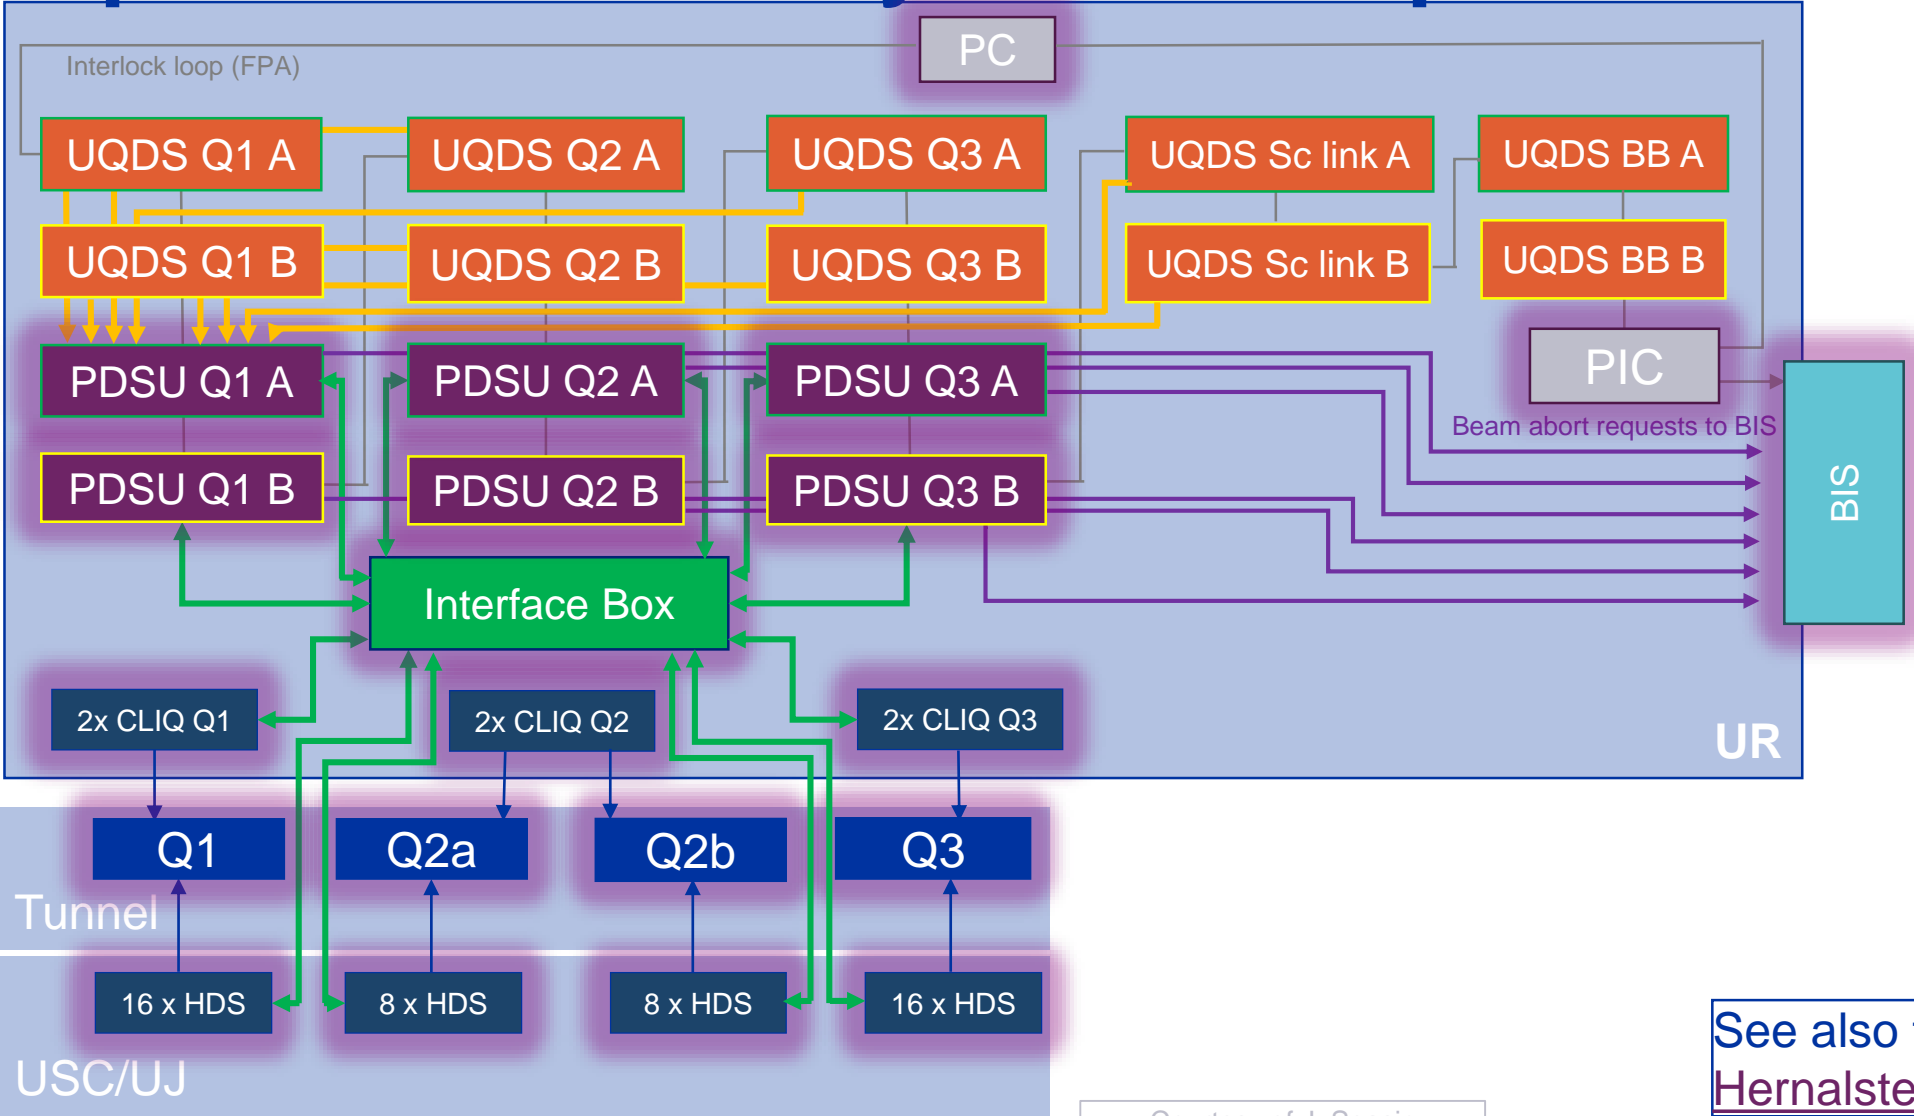 PC
Interlock loop (FPA)
UQDS Q1 A
UQDS Q2 A
UQDS Q3 A
UQDS Sc link A
UQDS BB A
UQDS Q1 B
UQDS Q2 B
UQDS Q3 B
UQDS Sc link B
UQDS BB B
PDSU Q1 A
PDSU Q2 A
PDSU Q3 A
PIC
Beam abort requests to BIS
BIS
PDSU Q1 B
PDSU Q2 B
PDSU Q3 B
Interface Box
2x CLIQ Q1
2x CLIQ Q2
2x CLIQ Q3
UR
Q1
Q2a
Q2b
Q3
Tunnel
16 x HDS
8 x HDS
8 x HDS
16 x HDS
USC/UJ
See also